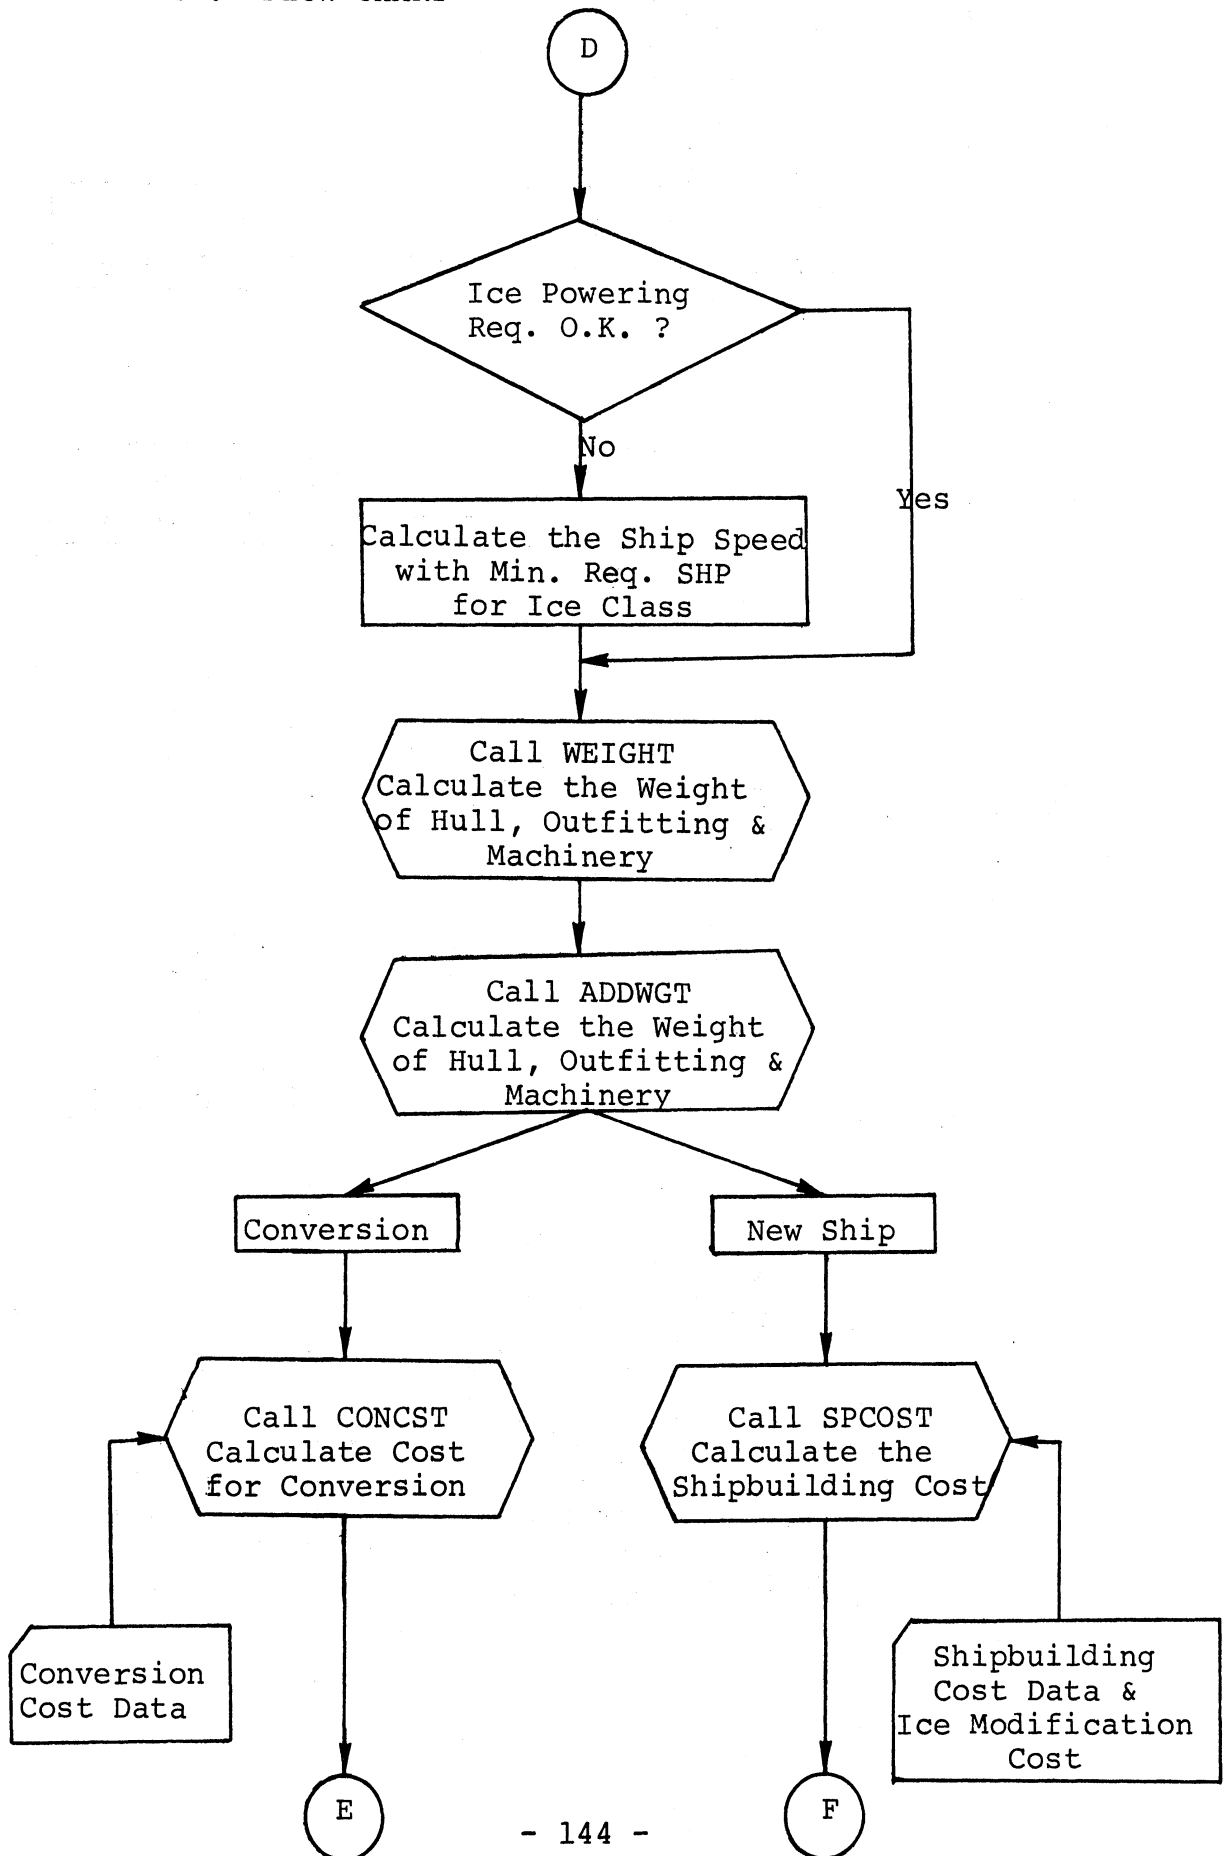 D
Ice Powering
Req. O.K. ?
No
Yes
Calculate the Ship Speed
with Min. Req. SHP
for Ice Class
Call WEIGHT
Calculate the Weight
of Hull, Outfitting &
Machinery
Call ADDWGT
Calculate the Weight
of Hull, Outfitting &
Machinery
Conversion
New Ship
Call CONCST
Calculate Cost
for Conversion
Call SPCOST
Calculate the
Shipbuilding Cost
Conversion
Cost Data
Shipbuilding
Cost Data &
Ice Modification
Cost
E
F
- 144 -